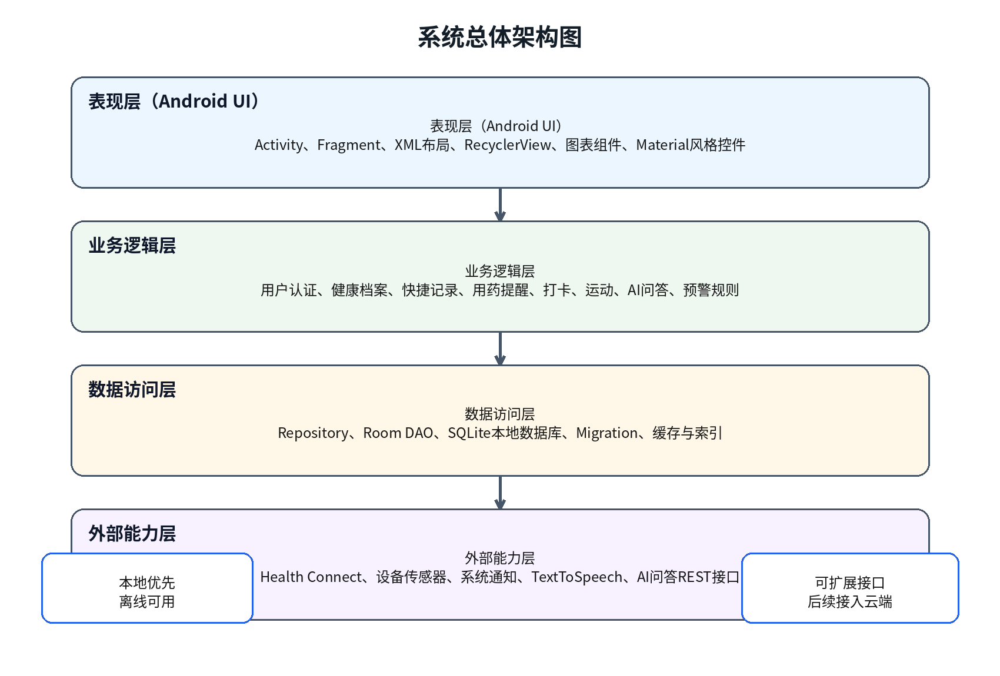 系统总体架构图
表现层（Android UI）
表现层（Android UI）
Activity、Fragment、XML布局、RecyclerView、图表组件、Material风格控件
业务逻辑层
业务逻辑层
用户认证、健康档案、快捷记录、用药提醒、打卡、运动、AI问答、预警规则
数据访问层
数据访问层
Repository、Room DAO、SQLite本地数据库、Migration、缓存与索引
外部能力层
外部能力层
Health Connect、设备传感器、系统通知、TextToSpeech、AI问答REST接口
本地优先
离线可用
可扩展接口
后续接入云端